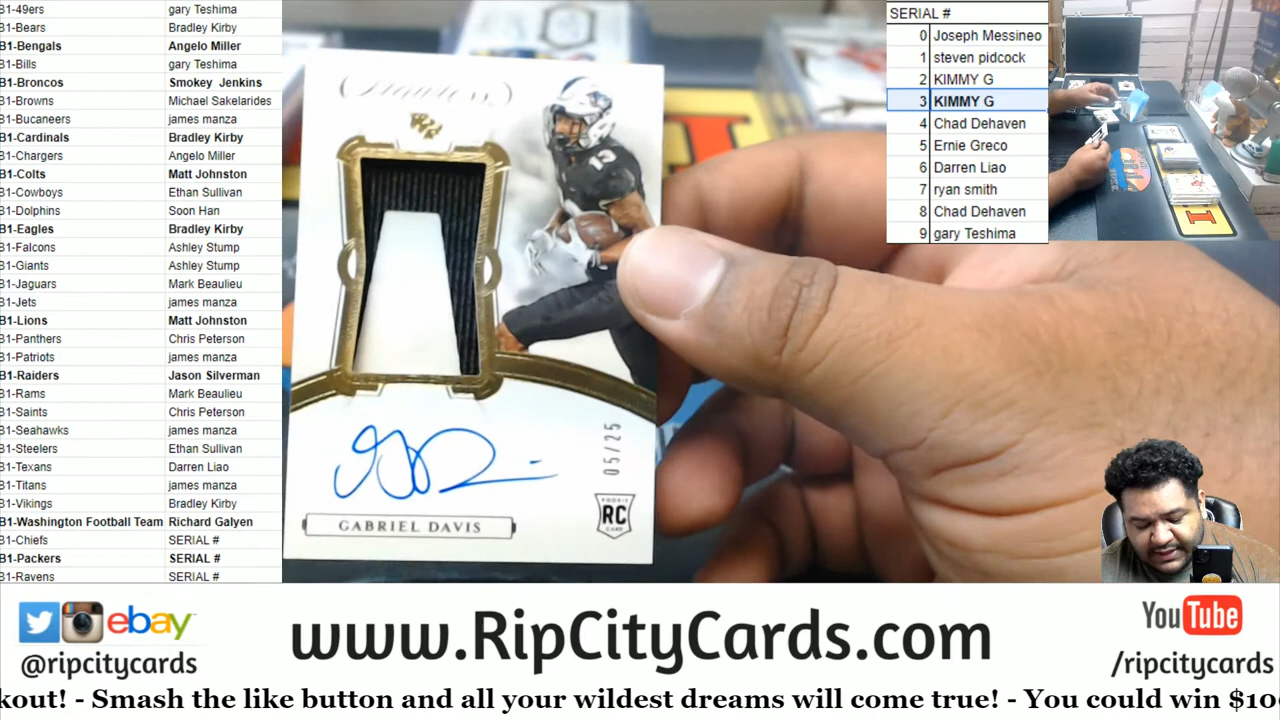 B1-49ers gary Teshima
B1-Bears Bradley Kirby
B1-Bengals Angelo Miller
B1-Bills gary Teshima
B1-Broncos Smokey Jenkins
B1-Browns Michael Sakelarides
B1-Bucaneers james manza
B1-Cardinals Bradley Kirby
B1-Chargers Angelo Miller
B1-Colts Matt Johnston
B1-Cowboys Ethan Sullivan
B1-Dolphins Soon Han
B1-Eagles Bradley Kirby
B1-Falcons Ashley Stump
B1-Giants Ashley Stump
B1-Jaguars Mark Beaulieu
B1-Jets james manza
B1-Lions Matt Johnston
B1-Panthers Chris Peterson
B1-Patriots james manza
B1-Raiders Jason Silverman
B1-Rams Mark Beaulieu
B1-Saints Chris Peterson
B1-Seahawks james manza
B1-Steelers Ethan Sullivan
B1-Texans Darren Liao
B1-Titans james manza
B1-Vikings Bradley Kirby
B1-Washington Football Team Richard Galyen
B1-Chiefs SERIAL #
B1-Packers SERIAL #
B1-Ravens SERIAL #
Flawless
13
05/25
ROOKIE
RC
CARD
GABRIEL DAVIS
SERIAL #
0 Joseph Messineo
1 steven pidcock
2 KIMMY G
3 KIMMY G
4 Chad Dehaven
5 Ernie Greco
6 Darren Liao
7 ryan smith
8 Chad Dehaven
9 gary Teshima
ebay
@ripcitycards
www.RipCityCards.com
YouTube
/ripcitycards
kout! - Smash the like button and all your wildest dreams will come true! - You could win $10